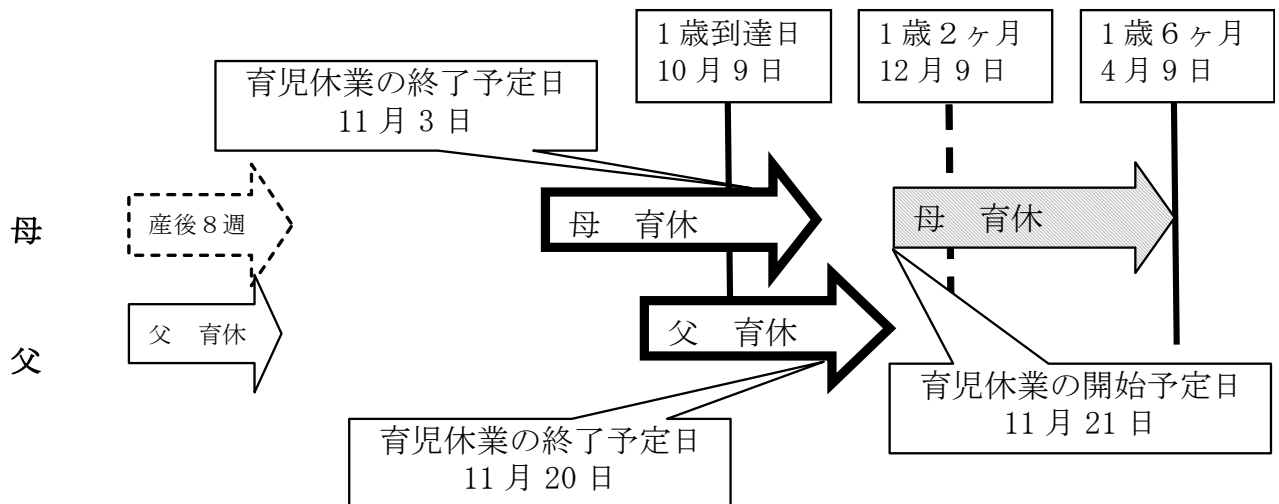 1歳到達日
10月9日
1歳2ヶ月
12月9日
1歳6ヶ月
4月9日
育児休業の終了予定日
11月3日
母
産後8週
母　育休
母　育休
父
父　育休
父　育休
育児休業の開始予定日
11月21日
育児休業の終了予定日
11月20日